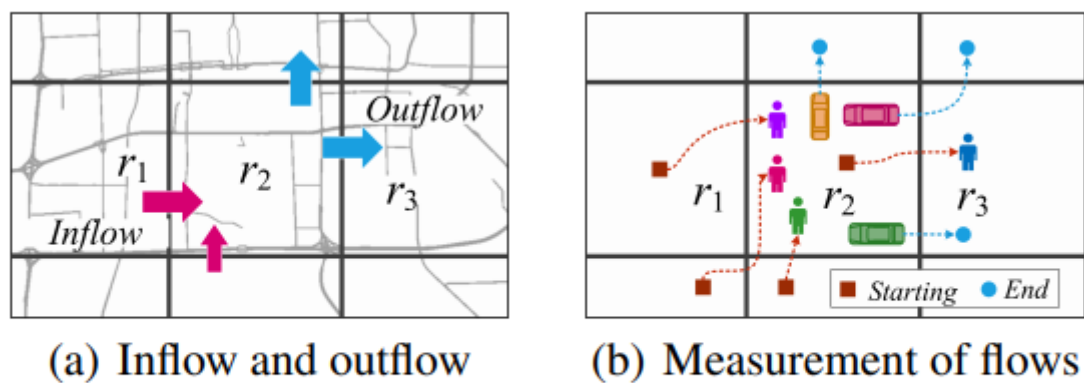 Outflow
r1
r2
r3
Inflow
r1
r2
r3
Starting
End
(a) Inflow and outflow
(b) Measurement of flows